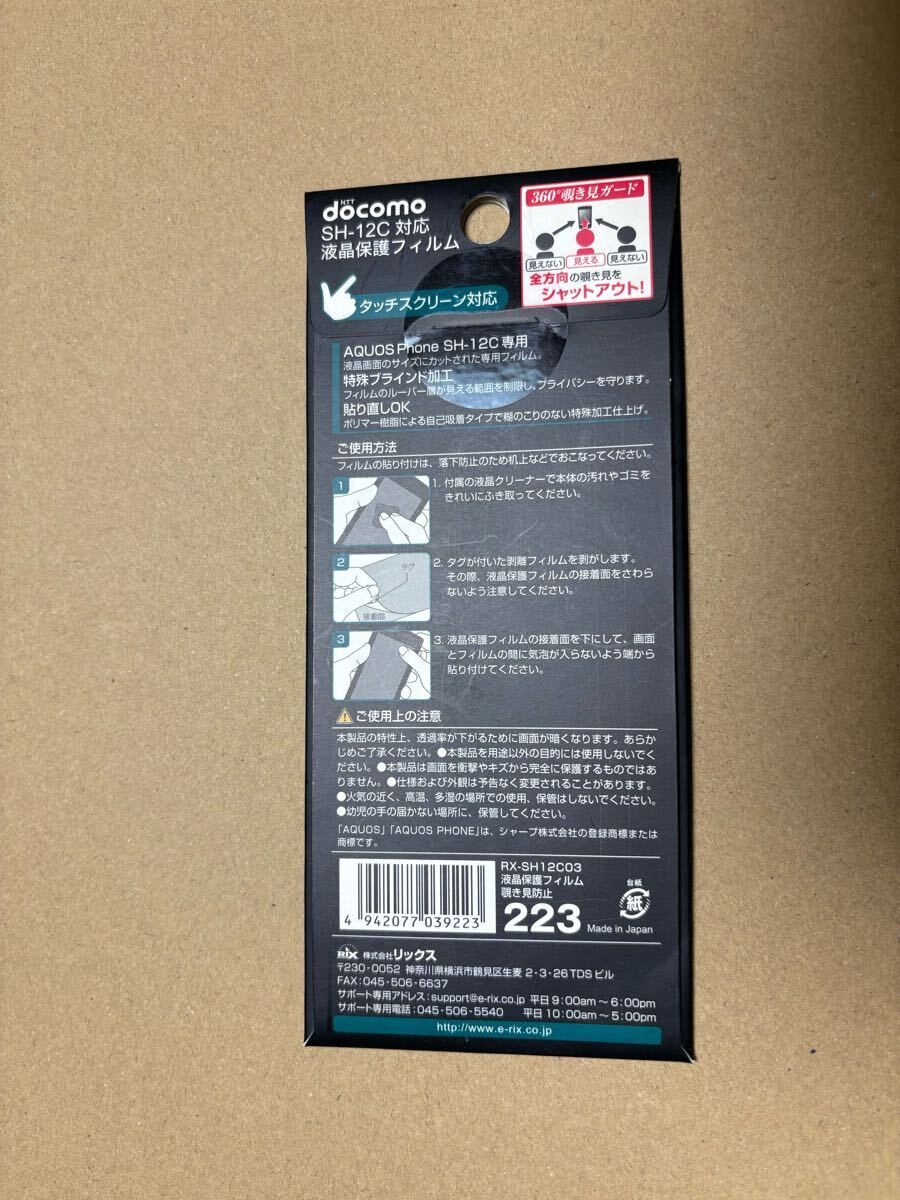 NTT
docomo
SH-12C 対応
液晶保護フィルム
360°覗き見ガード
見えない
見える
見えない
全方向の覗き見を
シャットアウト!
タッチスクリーン対応
AQUOS Phone SH-12C 専用
液晶画面のサイズにカットされた専用フィルム。
特殊ブラインド加工
フィルムのルーバー層が見える範囲を制限し、プライバシーを守ります。
貼り直しOK
ポリマー樹脂による自己吸着タイプで糊のこりのない特殊加工仕上げ。
ご使用方法
フィルムの貼り付けは、落下防止のため机上などでおこなってください。
1
1. 付属の液晶クリーナーで本体の汚れやゴミを
きれいにふき取ってください。
2
タグ
接着面
2. タグが付いた剥離フィルムを剥がします。
その際、液晶保護フィルムの接着面をさわら
ないよう注意してください。
3
3. 液晶保護フィルムの接着面を下にして、画面
とフィルムの間に気泡が入らないよう端から
貼り付けてください。
ご使用上の注意
本製品の特性上、透過率が下がるために画面が暗くなります。あらか
じめご了承ください。●本製品を用途以外の目的には使用しないでく
ださい。●本製品は画面を衝撃やキズから完全に保護するものではあ
りません。●仕様および外観は予告なく変更されることがあります。
●火気の近く、高温、多湿の場所での使用、保管はしないでください。
●幼児の手の届かない場所に、保管してください。
「AQUOS」「AQUOS PHONE」は、シャープ株式会社の登録商標または
商標です。
4 942077 039223
RX-SH12C03
液晶保護フィルム
覗き見防止
223
台紙
紙
Made in Japan
RIX 株式会社リックス
〒230-0052 神奈川県横浜市鶴見区生麦 2-3-26 TDS ビル
FAX:045-506-6637
サポート専用アドレス:support@e-rix.co.jp 平日 9:00am～6:00pm
サポート専用電話:045-506-5540 平日 10:00am～5:00pm
http://www.e-rix.co.jp